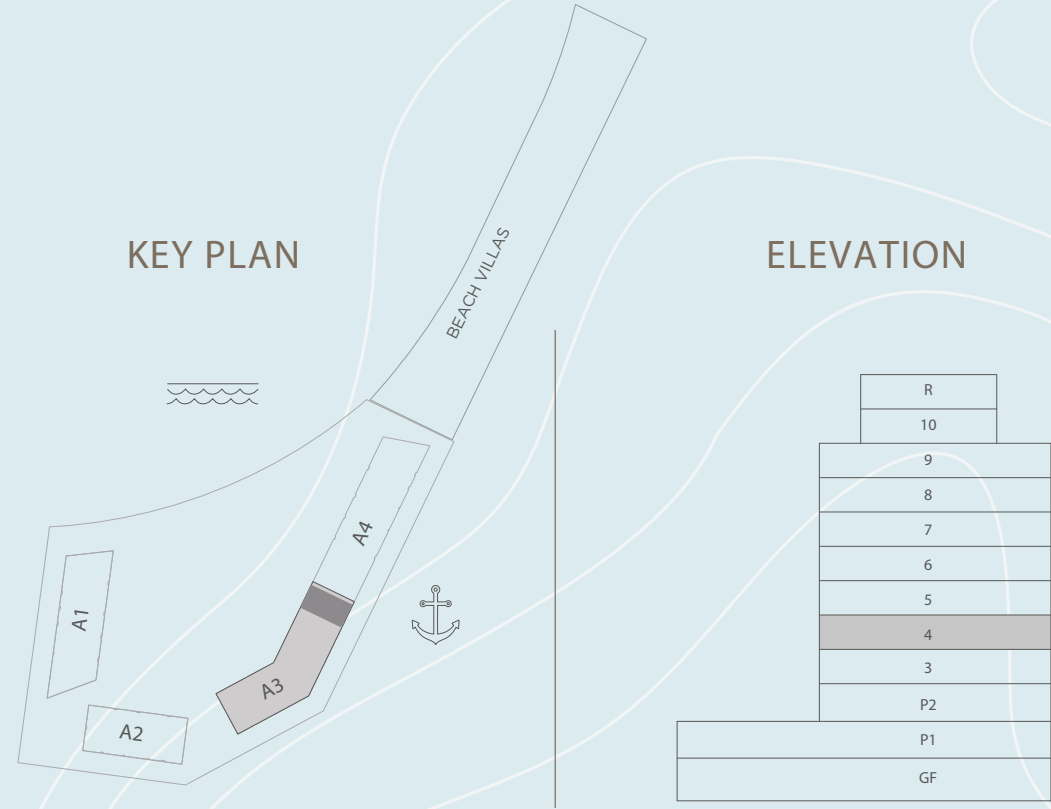 KEY PLAN
BEACH VILLAS
A4
A1
A3
A2
ELEVATION
R
10
9
8
7
6
5
4
3
P2
P1
GF